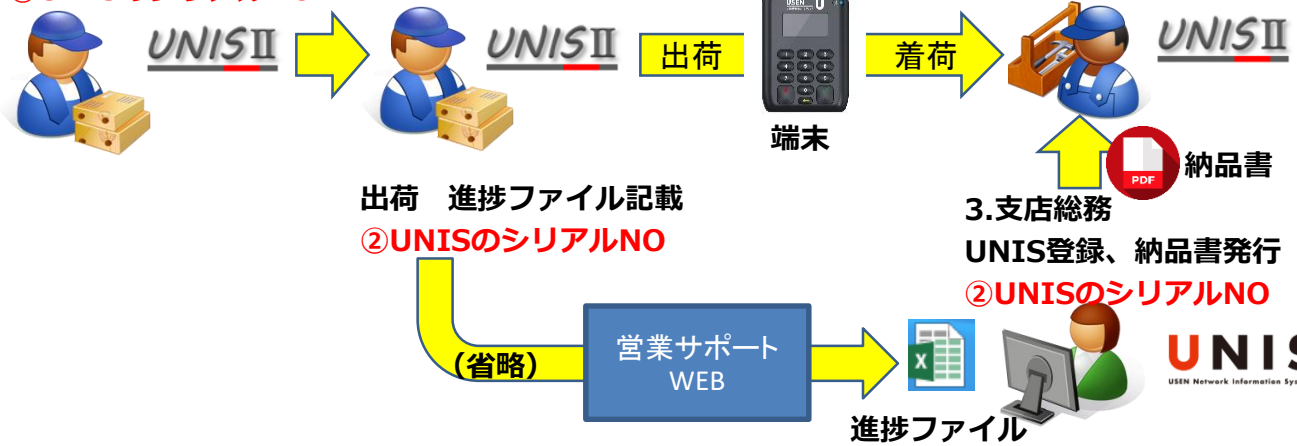 UNISⅡ
UNISⅡ
出荷
USEN U
着荷
UNISⅡ
端末
PDF
納品書
出荷　進捗ファイル記載
②UNISのシリアルNO
3.支店総務
UNIS登録、納品書発行
②UNISのシリアルNO
(省略)
営業サポート
WEB
X
進捗ファイル
UNIS
USEN Network Information Sys